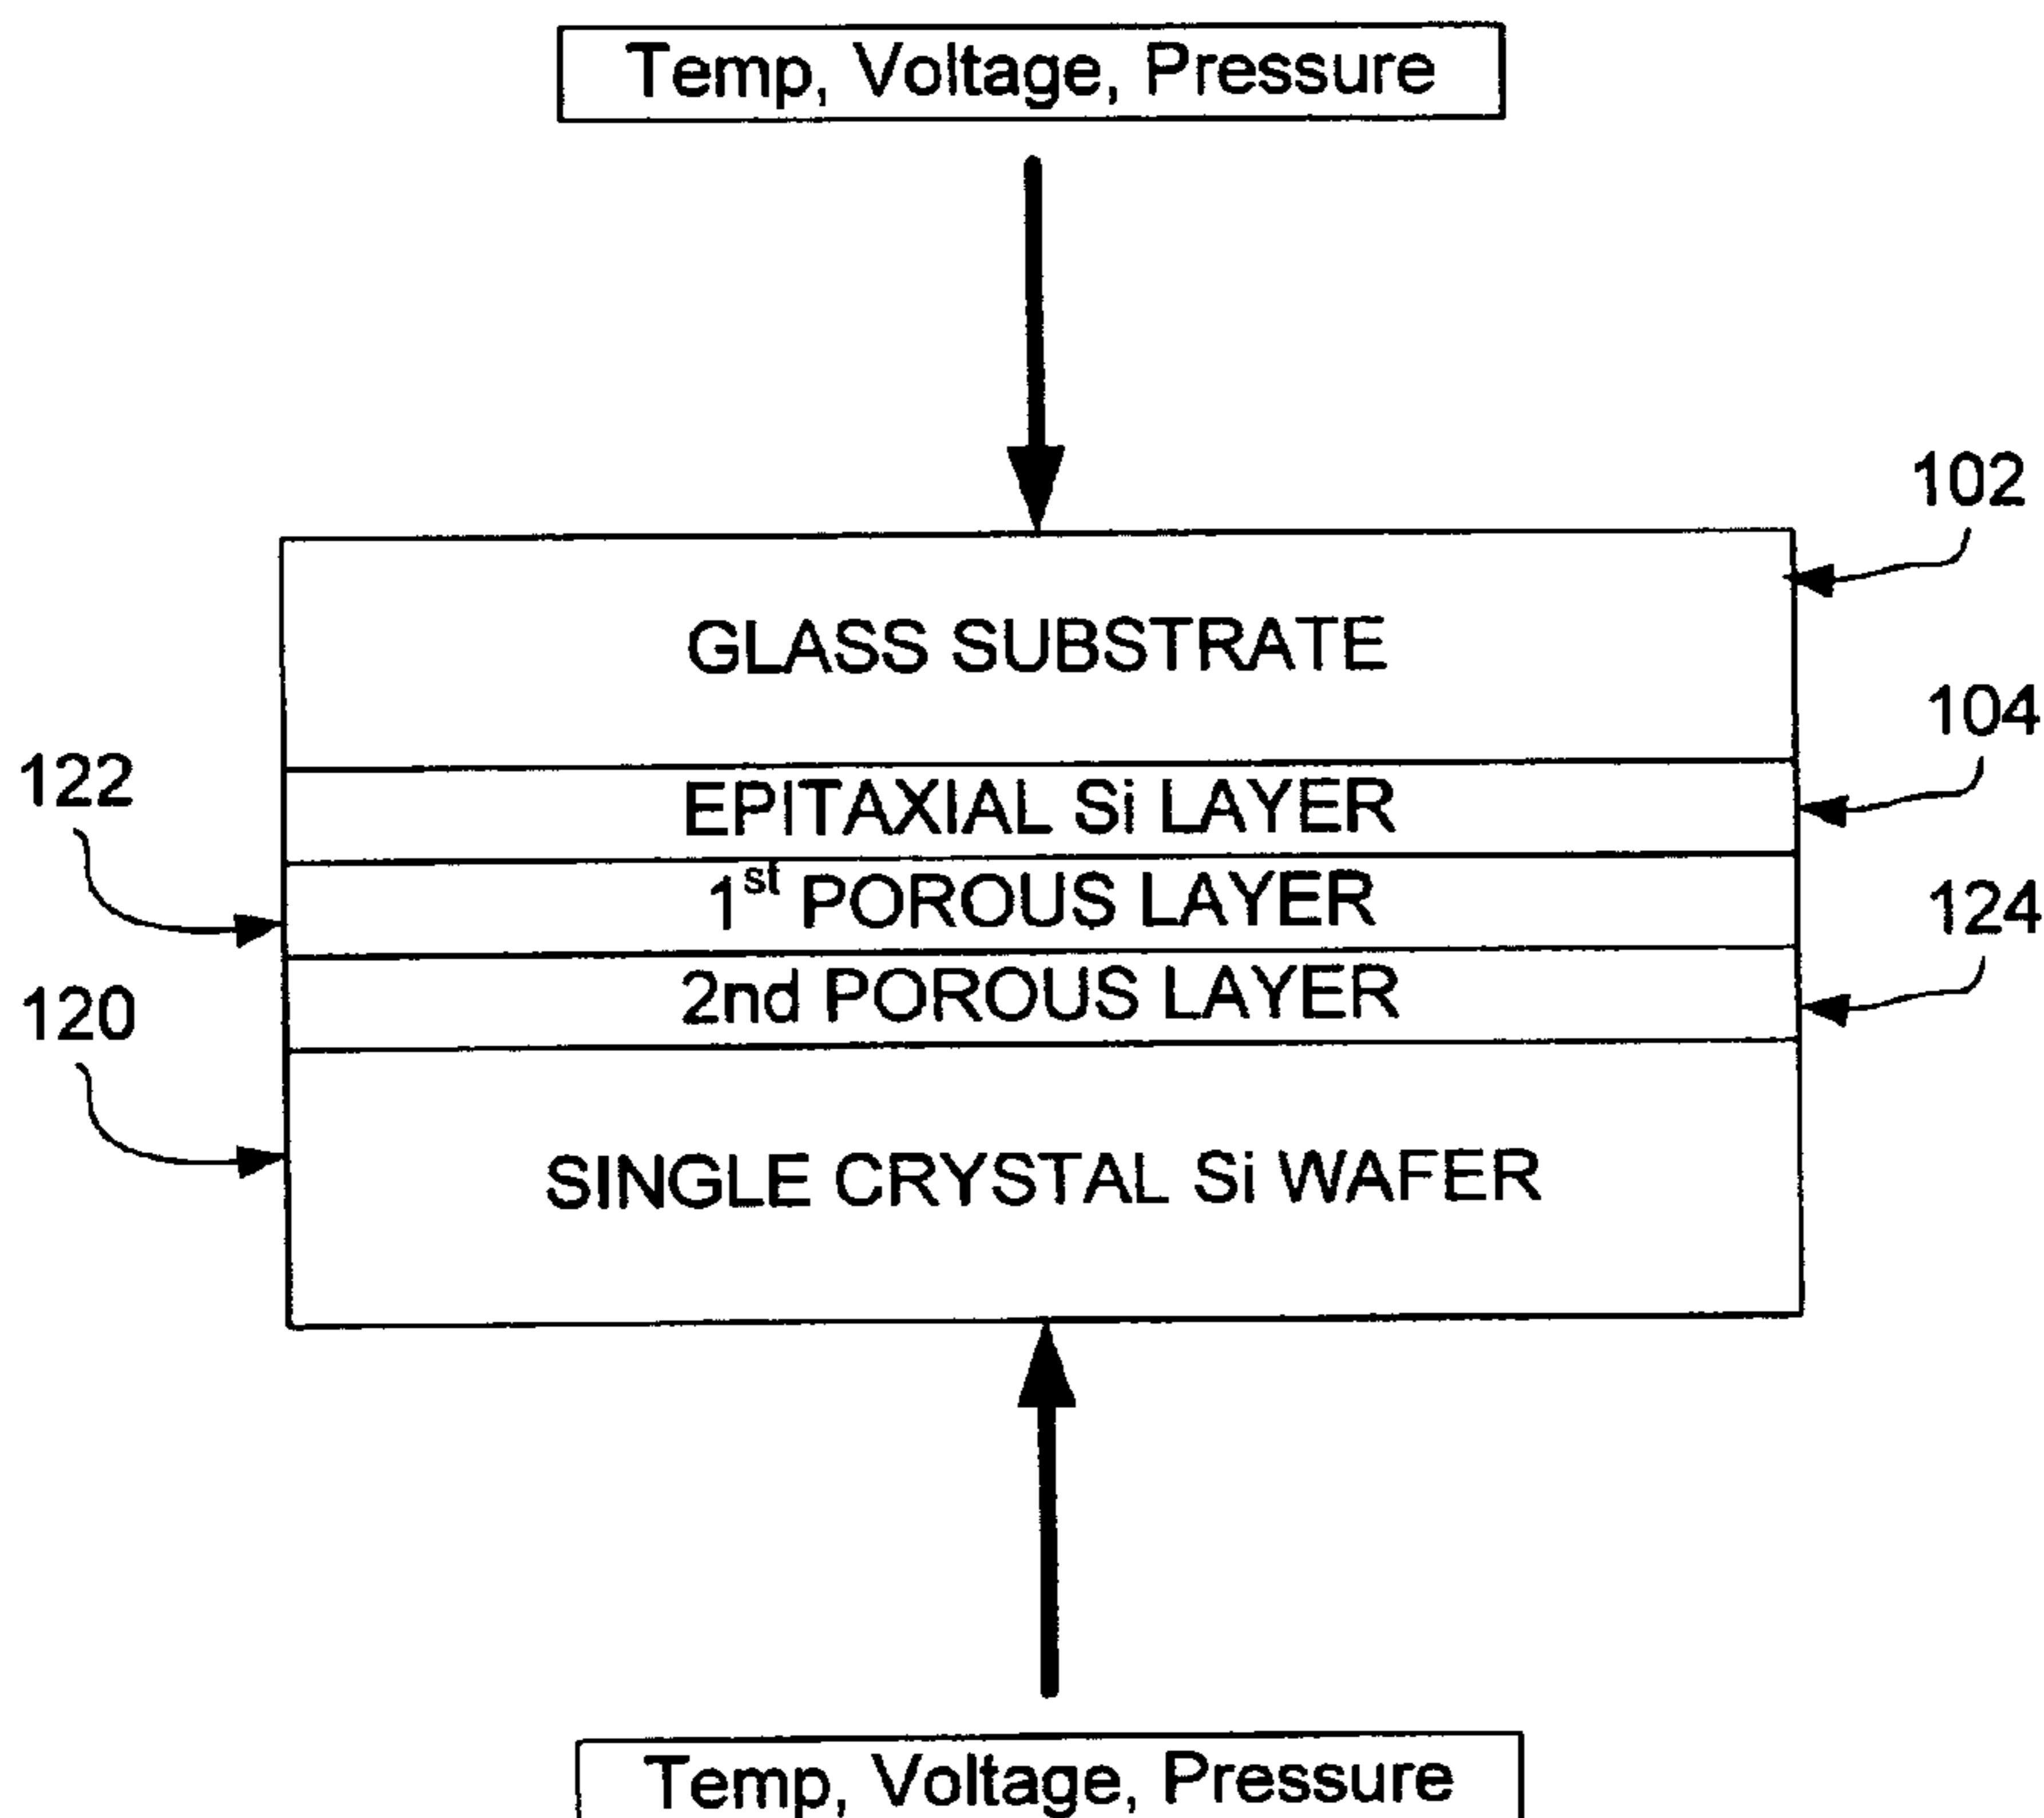 Temp, Voltage, Pressure
102
GLASS SUBSTRATE
104
122
EPITAXIAL Si LAYER
1st POROUS LAYER
124
2nd POROUS LAYER
120
SINGLE CRYSTAL Si WAFER
Temp, Voltage, Pressure